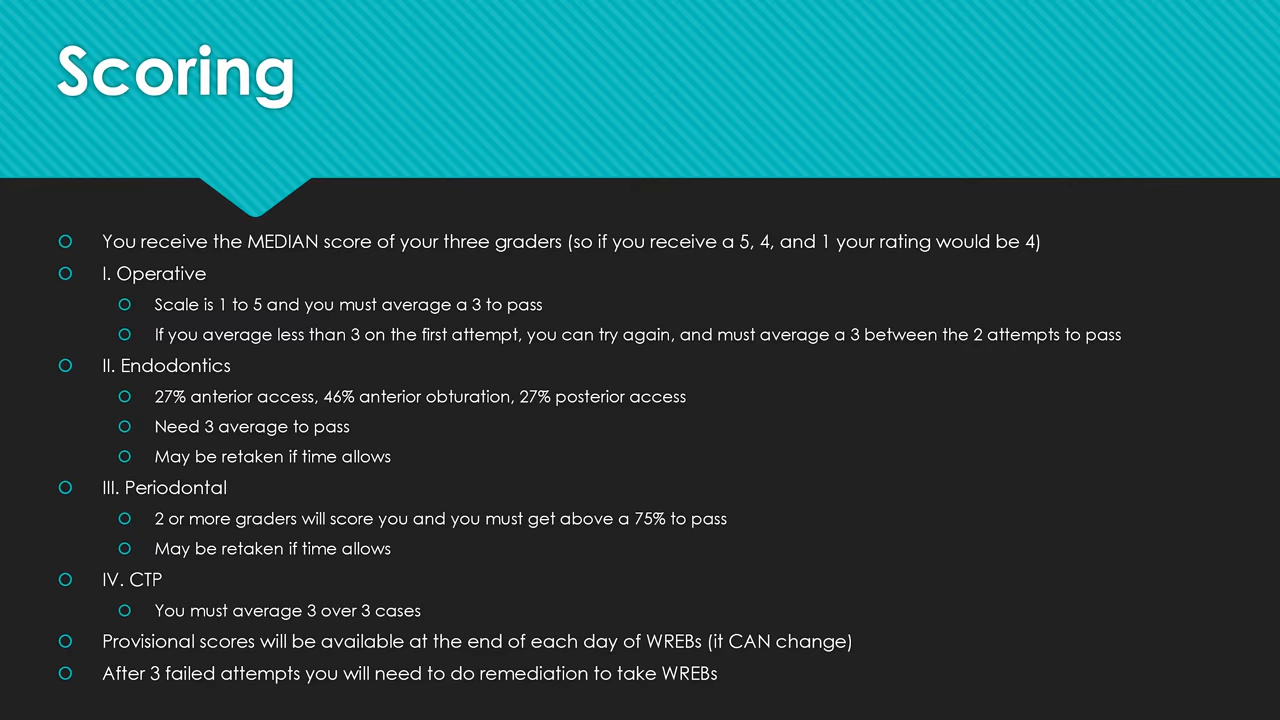 Scoring
You receive the MEDIAN score of your three graders (so if you receive a 5, 4, and 1 your rating would be 4)
I. Operative
Scale is 1 to 5 and you must average a 3 to pass
If you average less than 3 on the first attempt, you can try again, and must average a 3 between the 2 attempts to pass
II. Endodontics
27% anterior access, 46% anterior obturation, 27% posterior access
Need 3 average to pass
May be retaken if time allows
III. Periodontal
2 or more graders will score you and you must get above a 75% to pass
May be retaken if time allows
IV. CTP
You must average 3 over 3 cases
Provisional scores will be available at the end of each day of WREBs (it CAN change)
After 3 failed attempts you will need to do remediation to take WREBs